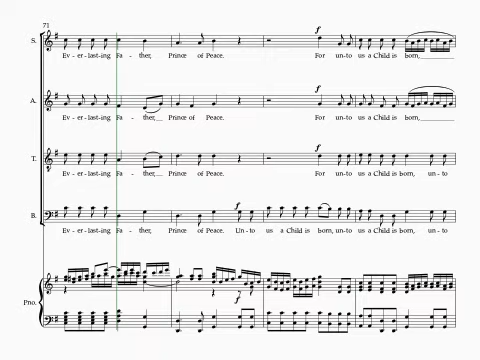 71
S.
f
Ev - er - last-ing Fa - ther, Prince of Peace. For un-to us a Child is born,
A.
f
Ev - er - last-ing Fa - ther, Prince of Peace. For un-to us a Child is born,
T.
f
Ev - er - last-ing Fa - ther, Prince of Peace. For un-to us a Child is born, un-to
B.
f
Ev - er - last-ing Fa - ther, Prince of Peace. Un-to us a Child is born, un-to us a Child is born, un-to
Pno.
f